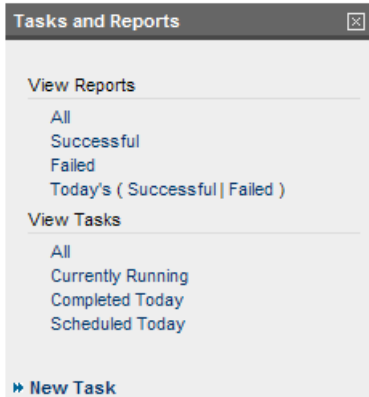 Tasks and Reports
View Reports
All
Successful
Failed
Today's ( Successful | Failed )
View Tasks
All
Currently Running
Completed Today
Scheduled Today
New Task